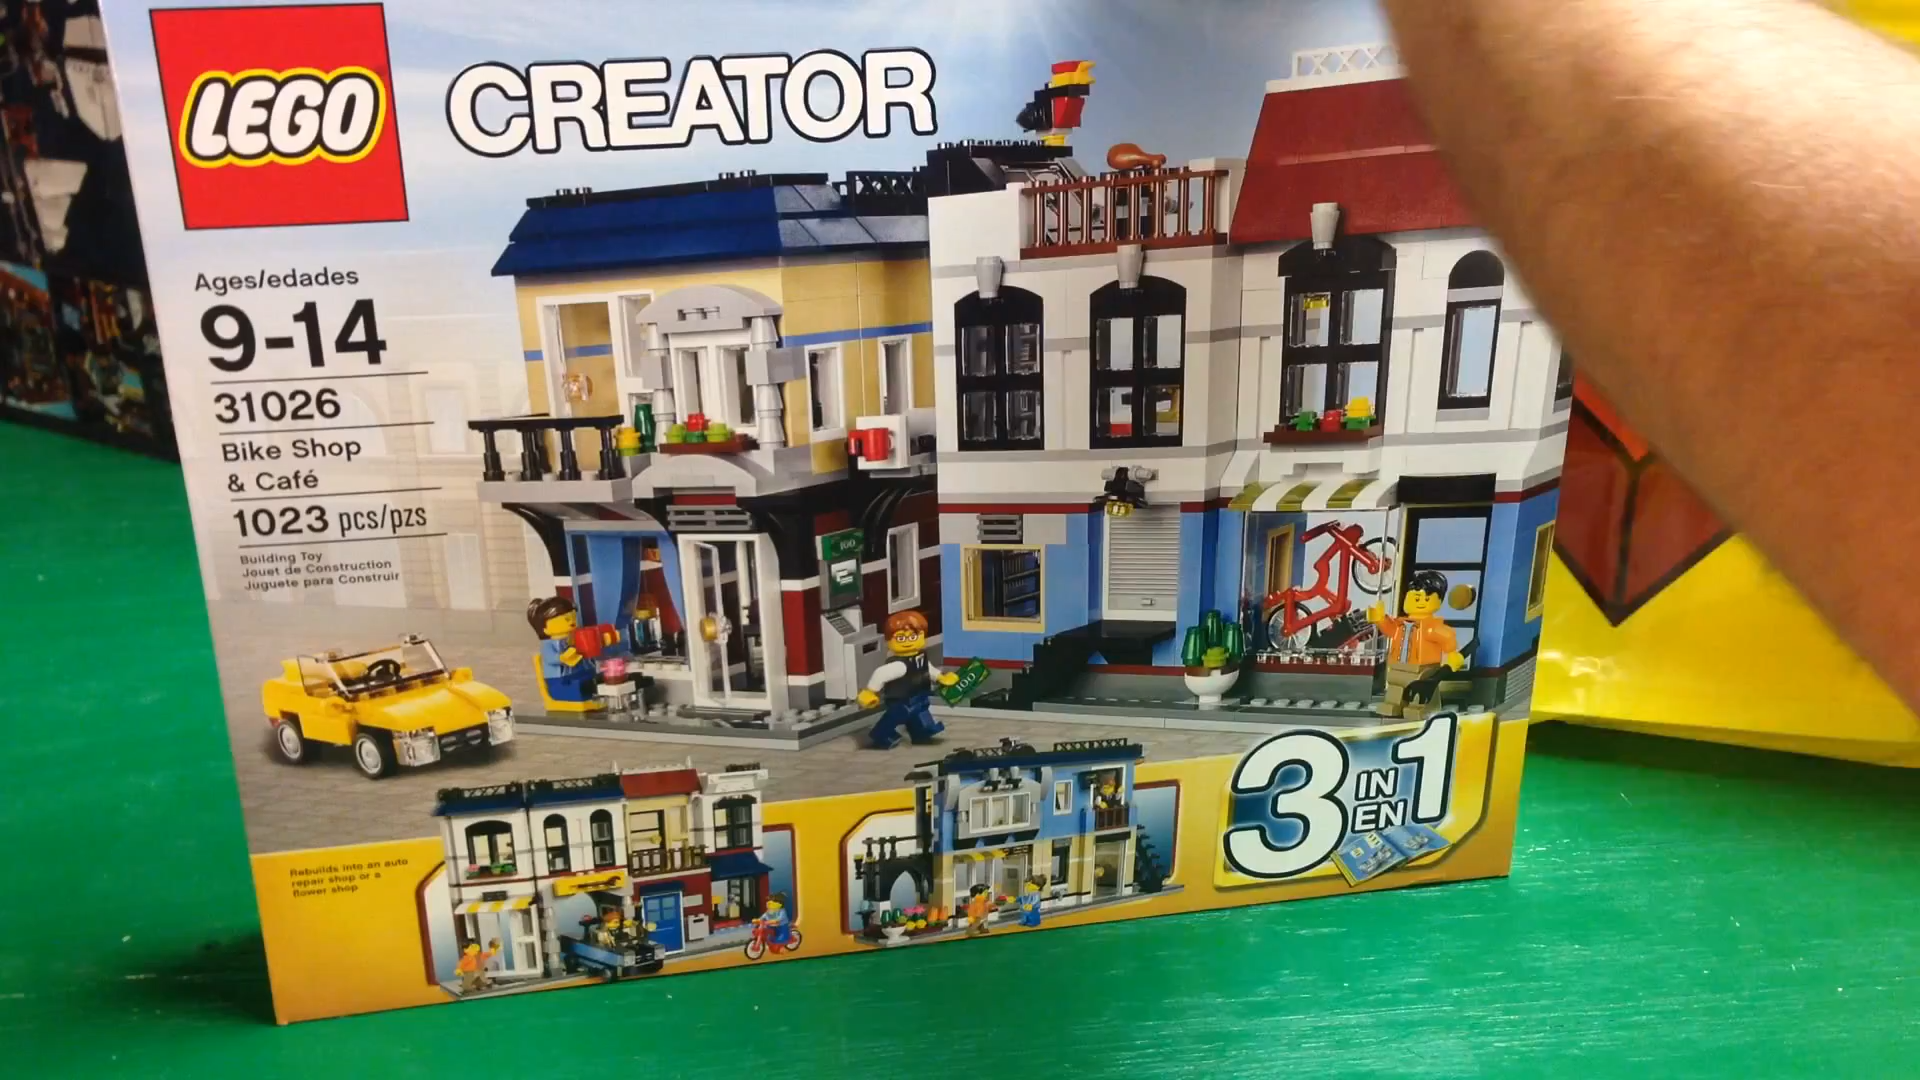 LEGO
CREATOR
Ages/edades
9-14
31026
Bike Shop
& Café
1023 pcs/pzs
Building Toy
Jouet de Construction
Juguete para Construir
100
100
Rebuilds into an auto
repair shop or a
flower shop
3 IN 1
EN